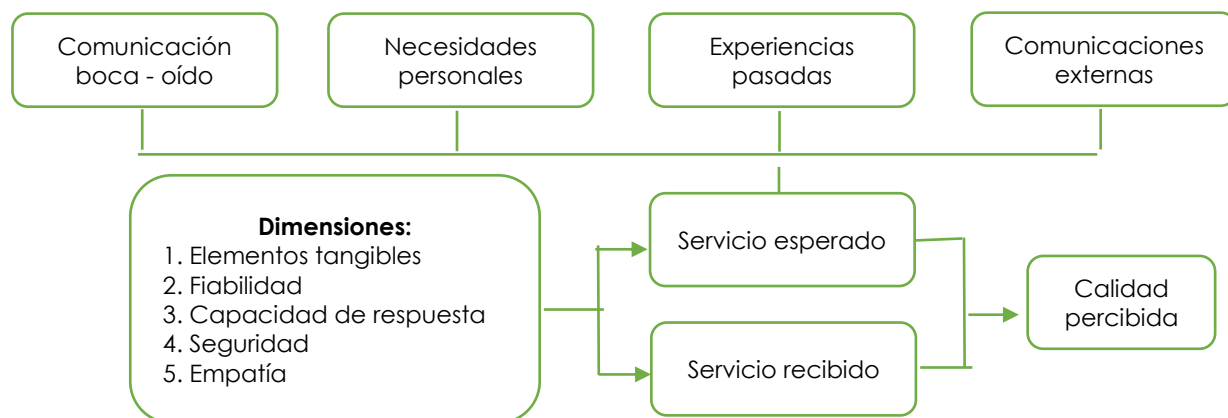 Comunicación
boca - oído
Necesidades
personales
Experiencias
pasadas
Comunicaciones
externas
Dimensiones:
1. Elementos tangibles
2. Fiabilidad
3. Capacidad de respuesta
4. Seguridad
5. Empatía
Servicio esperado
Servicio recibido
Calidad
percibida